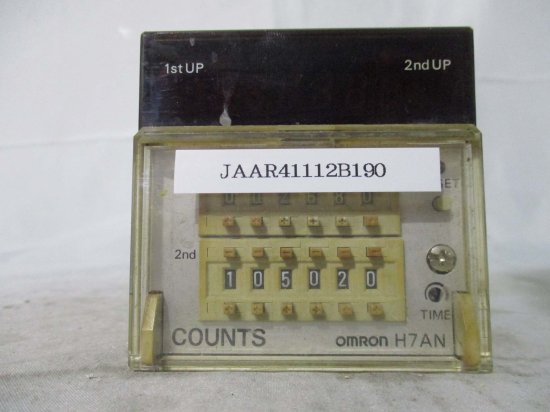 1st UP 2nd UP
JAAR41112B190
2nd
105020
TIME
COUNTS omron H7AN